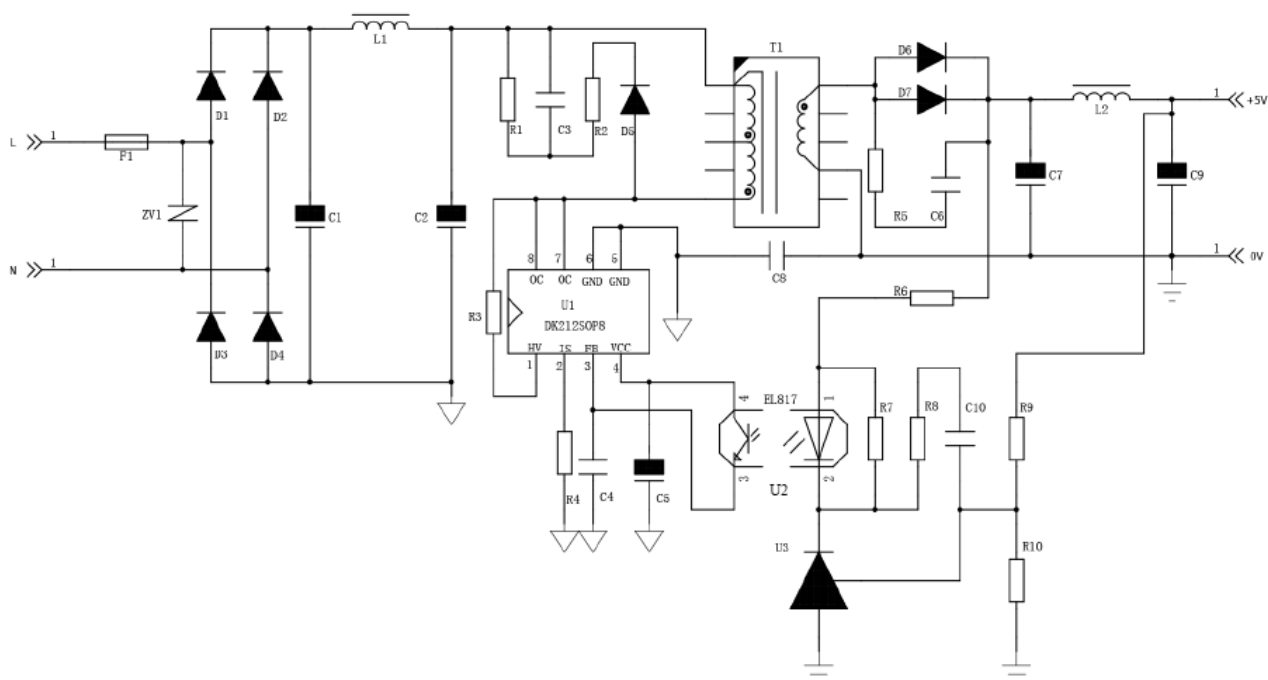 L1
T1
D6
D7
1
+5V
L2
D1
D2
R1
C3
R2
D5
L
1
F1
C7
C9
ZV1
C1
C2
R5
C6
N
1
8
7
6
5
OC
OC
GND
GND
1
0V
C8
U1
DK212SOP8
R3
R6
D3
D4
HV
IS
FB
VCC
1
2
3
4
4
EL817
1
R7
R8
C10
R9
R4
C4
C5
3
U2
2
U3
R10